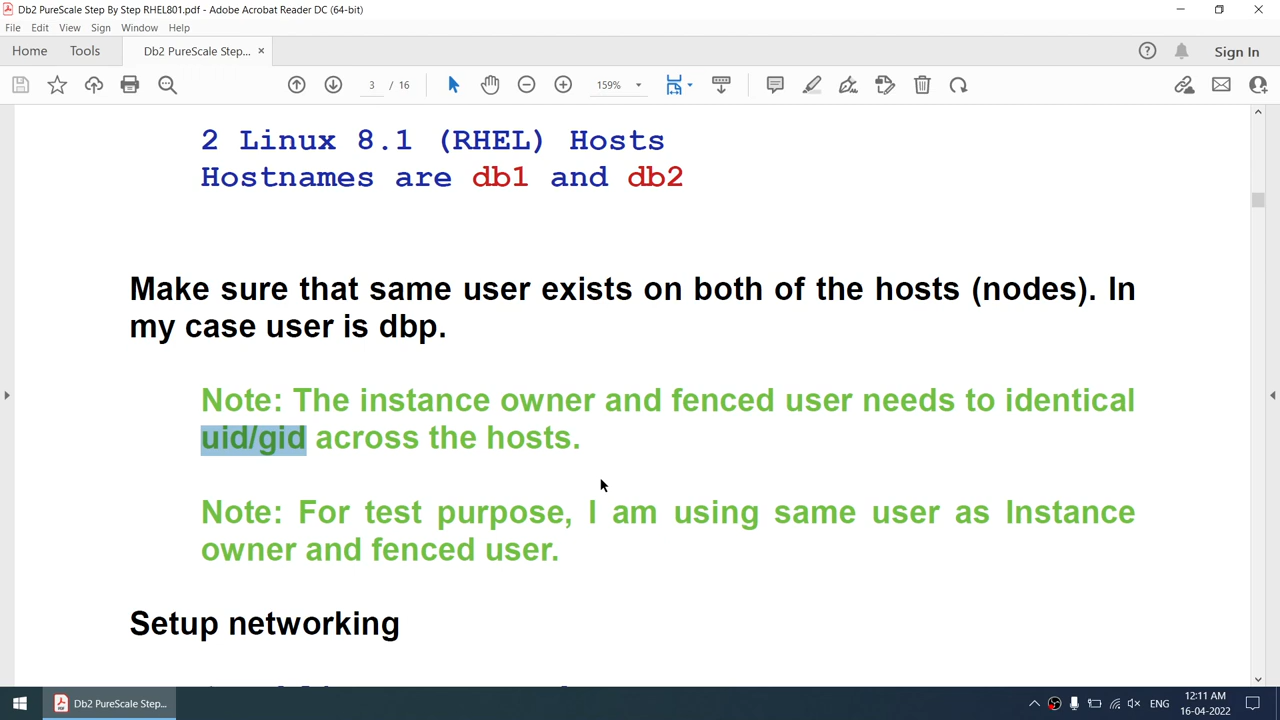 Db2 PureScale Step By Step RHEL801.pdf - Adobe Acrobat Reader DC (64-bit)
File Edit View Sign Window Help
Home Tools Db2 PureScale Step... × Sign In
3 / 16 159%
2 Linux 8.1 (RHEL) Hosts
Hostnames are db1 and db2
Make sure that same user exists on both of the hosts (nodes). In
my case user is dbp.
Note: The instance owner and fenced user needs to identical
uid/gid across the hosts.
Note: For test purpose, I am using same user as Instance
owner and fenced user.
Setup networking
Db2 PureScale Step...
ENG
12:11 AM
16-04-2022